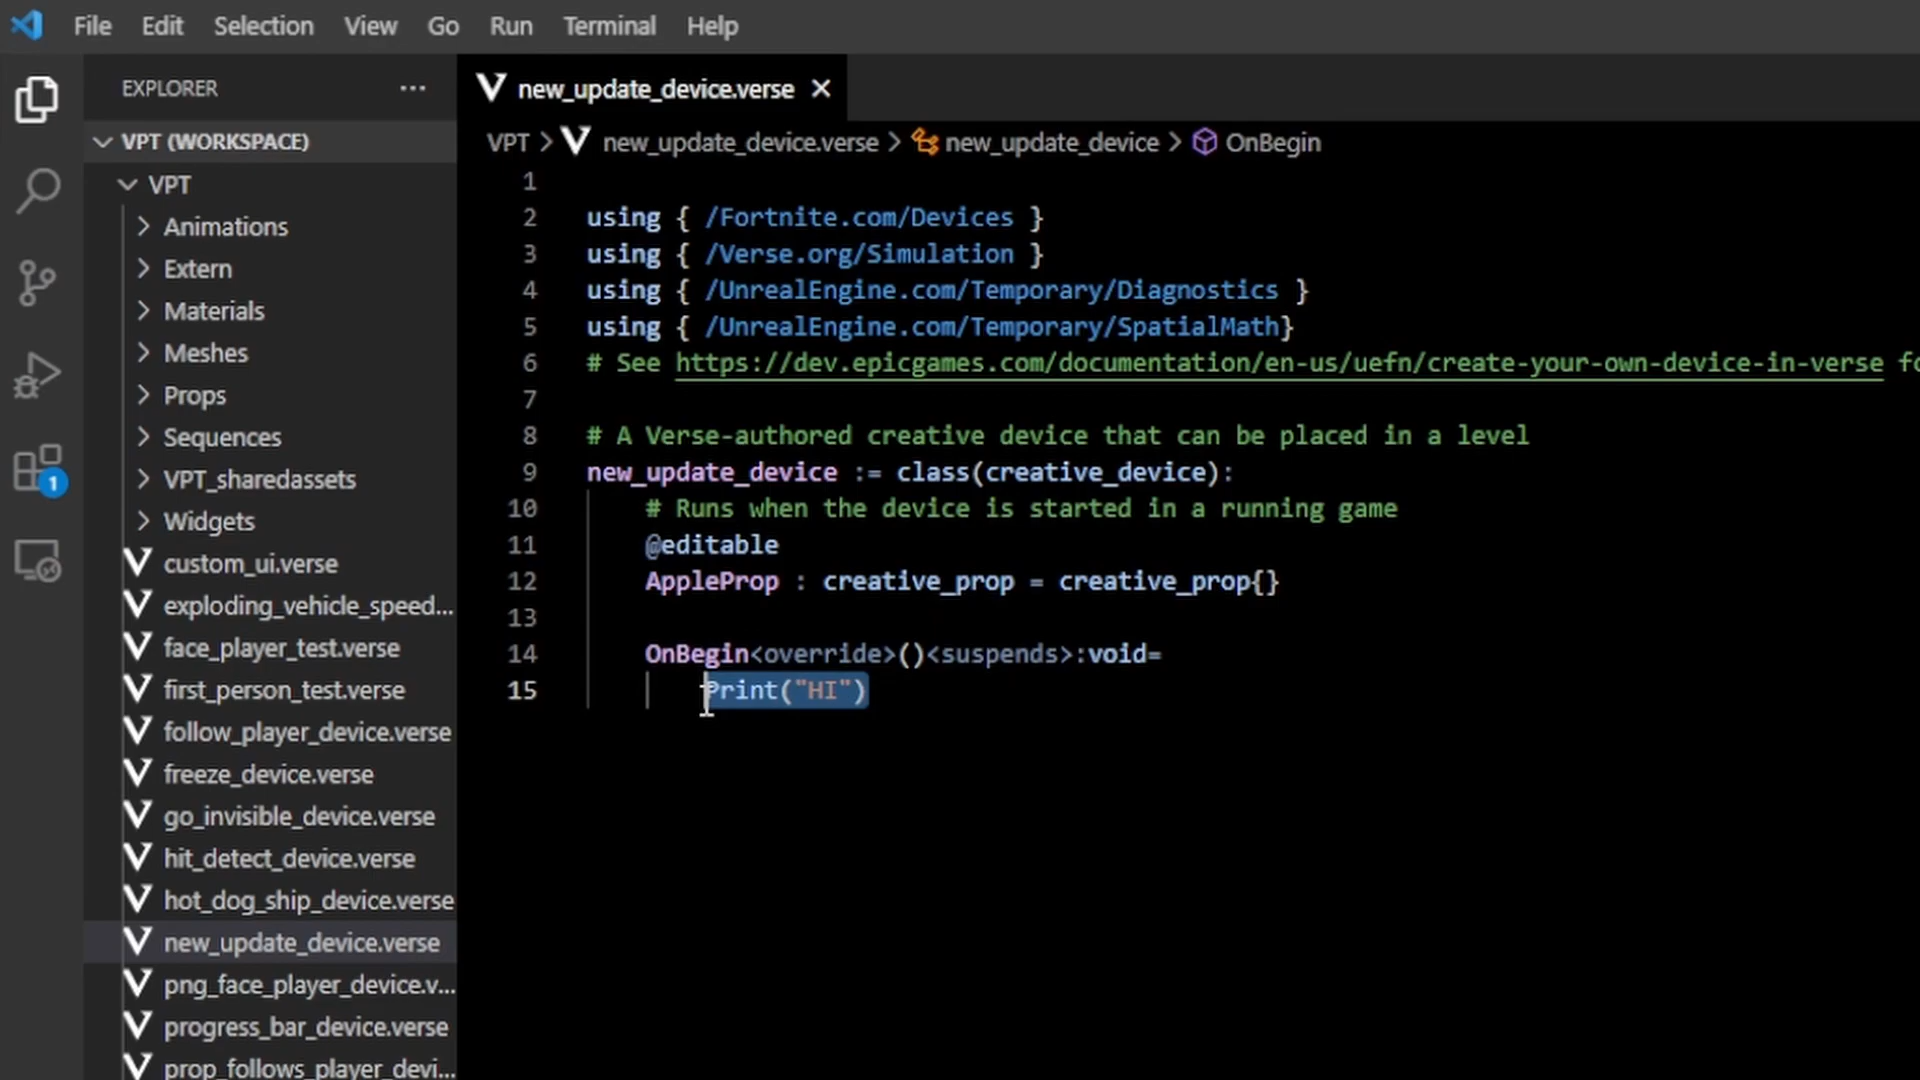 File Edit Selection View Go Run Terminal Help
EXPLORER ···
new_update_device.verse
VPT (WORKSPACE)
VPT > new_update_device.verse > new_update_device > OnBegin
VPT
Animations
Extern
Materials
Meshes
Props
Sequences
VPT_sharedassets
Widgets
custom_ui.verse
exploding_vehicle_speed...
face_player_test.verse
first_person_test.verse
follow_player_device.verse
freeze_device.verse
go_invisible_device.verse
hit_detect_device.verse
hot_dog_ship_device.verse
new_update_device.verse
png_face_player_device.v...
progress_bar_device.verse
prop_follows_player_devi...
1
1
2 using { /Fortnite.com/Devices }
3 using { /Verse.org/Simulation }
4 using { /UnrealEngine.com/Temporary/Diagnostics }
5 using { /UnrealEngine.com/Temporary/SpatialMath}
6 # See https://dev.epicgames.com/documentation/en-us/uefn/create-your-own-device-in-verse fo
7
8 # A Verse-authored creative device that can be placed in a level
9 new_update_device := class(creative_device):
10 # Runs when the device is started in a running game
11 @editable
12 AppleProp : creative_prop = creative_prop{}
13
14 OnBegin<override>()<suspends>:void=
15 Print("HI")